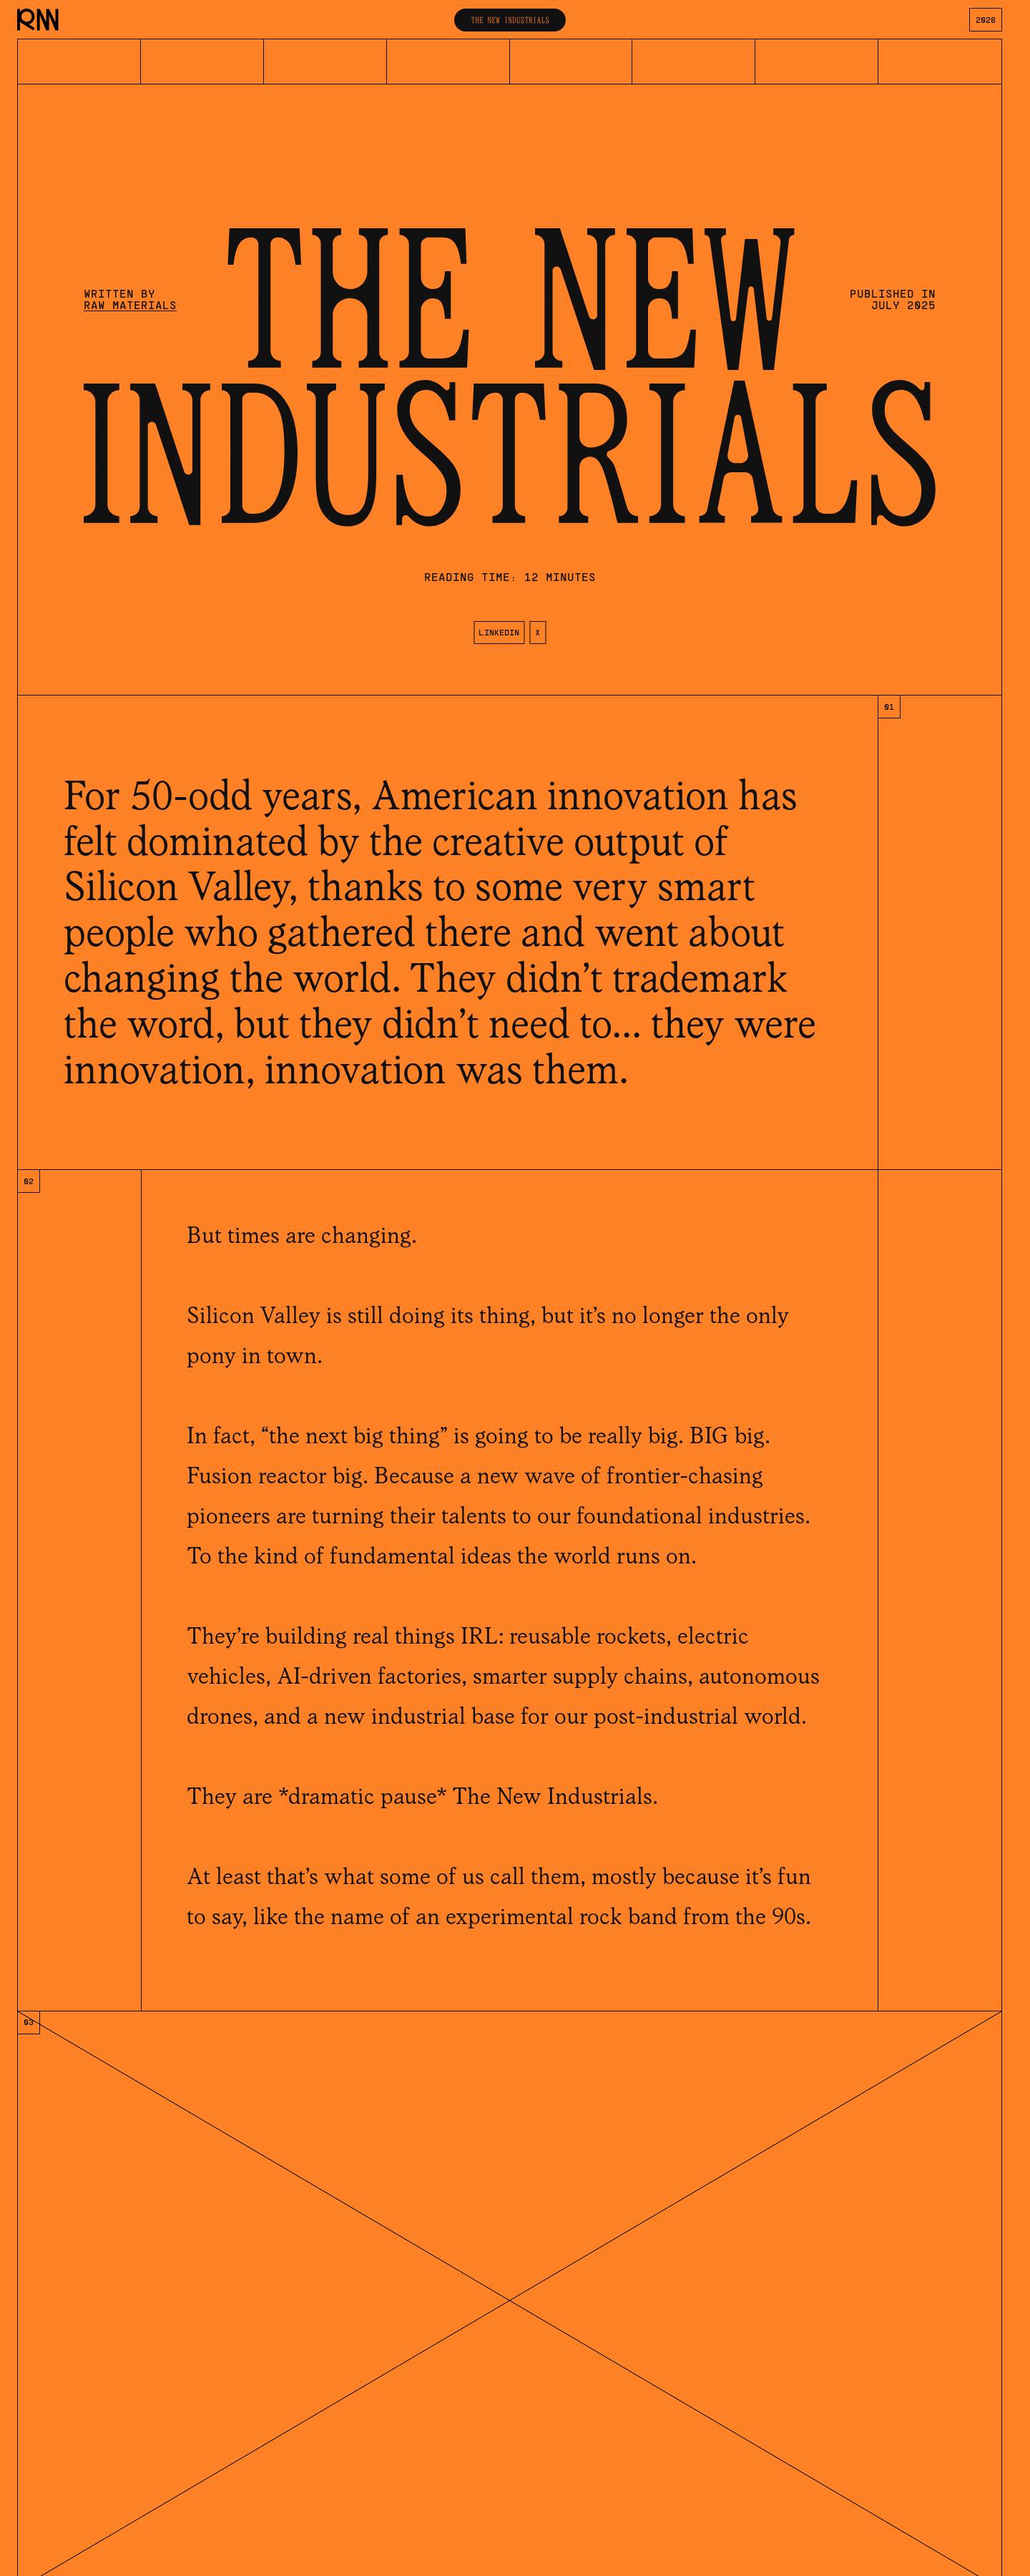 RNN
THE NEW INDUSTRIALS
2026
THE NEW
WRITTEN BY
RAW MATERIALS
PUBLISHED IN
JULY 2025
INDUSTRIALS
READING TIME: 12 MINUTES
LINKEDIN
X
01
For 50-odd years, American innovation has
felt dominated by the creative output of
Silicon Valley, thanks to some very smart
people who gathered there and went about
changing the world. They didn’t trademark
the word, but they didn’t need to... they were
innovation, innovation was them.
02
But times are changing.
Silicon Valley is still doing its thing, but it’s no longer the only
pony in town.
In fact, “the next big thing” is going to be really big. BIG big.
Fusion reactor big. Because a new wave of frontier-chasing
pioneers are turning their talents to our foundational industries.
To the kind of fundamental ideas the world runs on.
They’re building real things IRL: reusable rockets, electric
vehicles, AI-driven factories, smarter supply chains, autonomous
drones, and a new industrial base for our post-industrial world.
They are *dramatic pause* The New Industrials.
At least that’s what some of us call them, mostly because it’s fun
to say, like the name of an experimental rock band from the 90s.
03